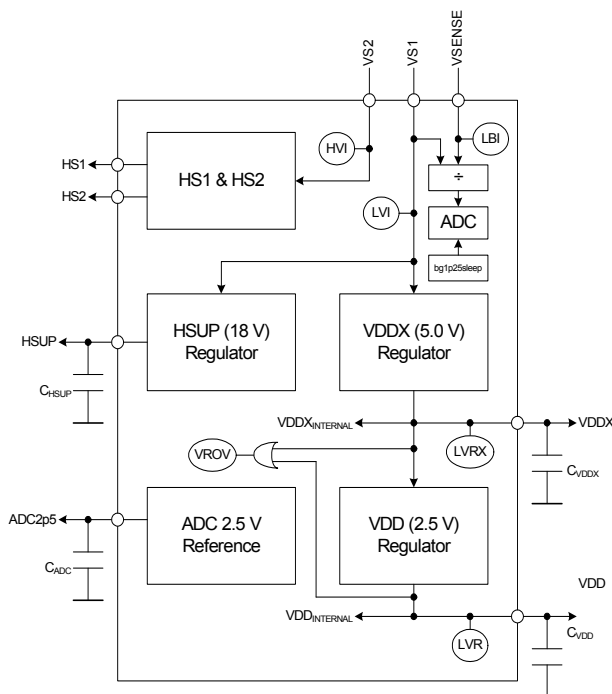 VS2
VS1
VSENSE
HS1
HS2
HS1 & HS2
HVI
LBI
÷
LVI
ADC
bg1p25sleep
HSUP
CHSUP
HSUP (18 V)
Regulator
VDDX (5.0 V)
Regulator
VDDXINTERNAL
VDDX
LVRX
CVDDX
VROV
ADC2p5
CADC
ADC 2.5 V
Reference
VDD (2.5 V)
Regulator
VDD
VDDINTERNAL
LVR
CVDD